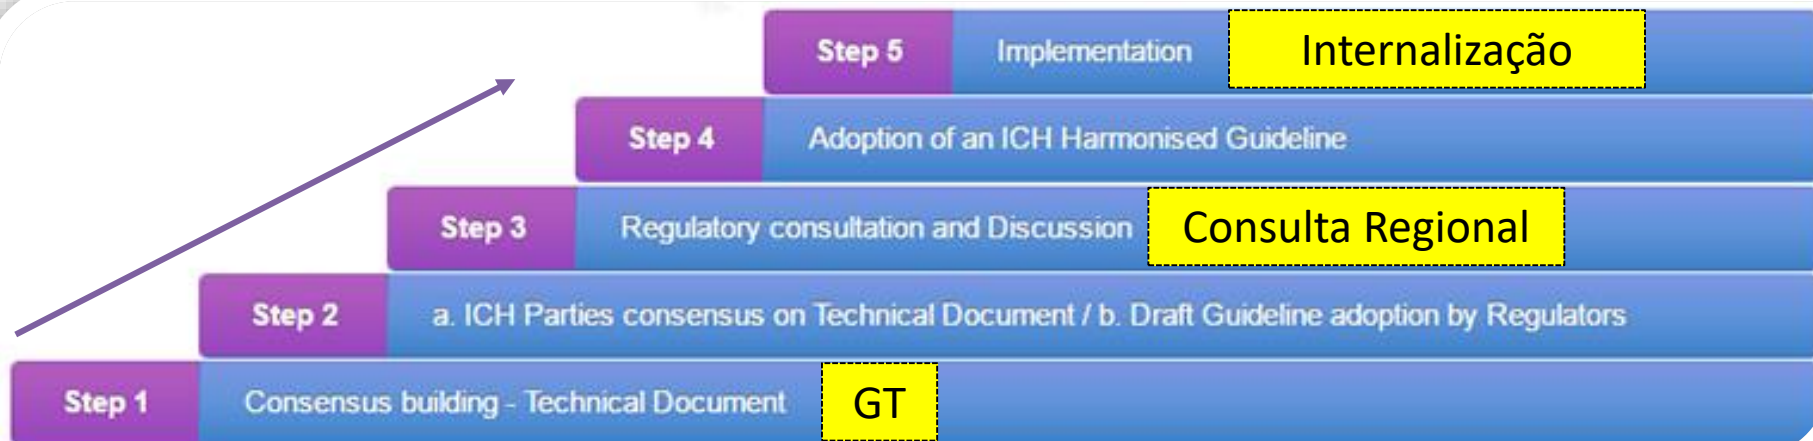 Step 5 Implementation Internalização
Step 4 Adoption of an ICH Harmonised Guideline
Step 3 Regulatory consultation and Discussion Consulta Regional
Step 2 a. ICH Parties consensus on Technical Document / b. Draft Guideline adoption by Regulators
Step 1 Consensus building - Technical Document GT